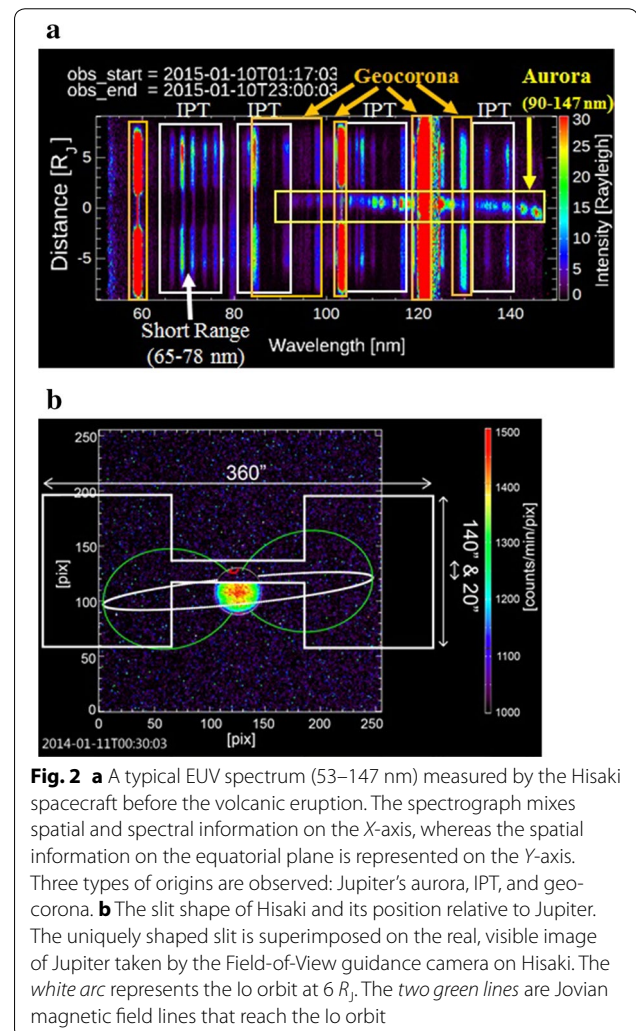 a
obs_start = 2015-01-10T01:17:03
obs_end = 2015-01-10T23:00:03
Geocorona
Aurora
(90-147 nm)
IPT
IPT
IPT
IPT
Distance [R_J]
5
0
-5
60
80
100
120
140
Wavelength [nm]
Short Range
(65-78 nm)
30
25
20
15
10
5
0
Intensity [Rayleigh]
b
360"
140" & 20"
[pix]
250
200
150
100
50
0
0
50
100
150
200
250
[pix]
2014-01-11T00:30:03
1500
1400
1300
1200
1100
1000
[counts/min/pix]
Fig. 2 a A typical EUV spectrum (53–147 nm) measured by the Hisaki
spacecraft before the volcanic eruption. The spectrograph mixes
spatial and spectral information on the X-axis, whereas the spatial
information on the equatorial plane is represented on the Y-axis.
Three types of origins are observed: Jupiter's aurora, IPT, and geo-
corona. b The slit shape of Hisaki and its position relative to Jupiter.
The uniquely shaped slit is superimposed on the real, visible image
of Jupiter taken by the Field-of-View guidance camera on Hisaki. The
white arc represents the Io orbit at 6 R_J. The two green lines are Jovian
magnetic field lines that reach the Io orbit